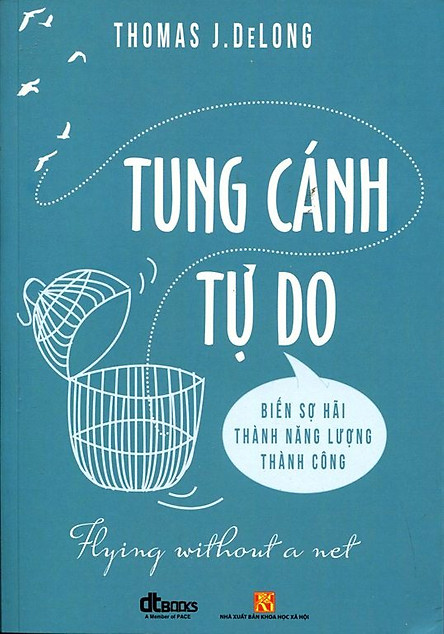 THOMAS J.DELONG
TUNG CÁNH
TỰ DO
BIẾN SỢ HÃI
THÀNH NĂNG LƯỢNG
THÀNH CÔNG
Flying without a net
dtBOOKS
A Member of PACE
NHÀ XUẤT BẢN KHOA HỌC XÃ HỘI